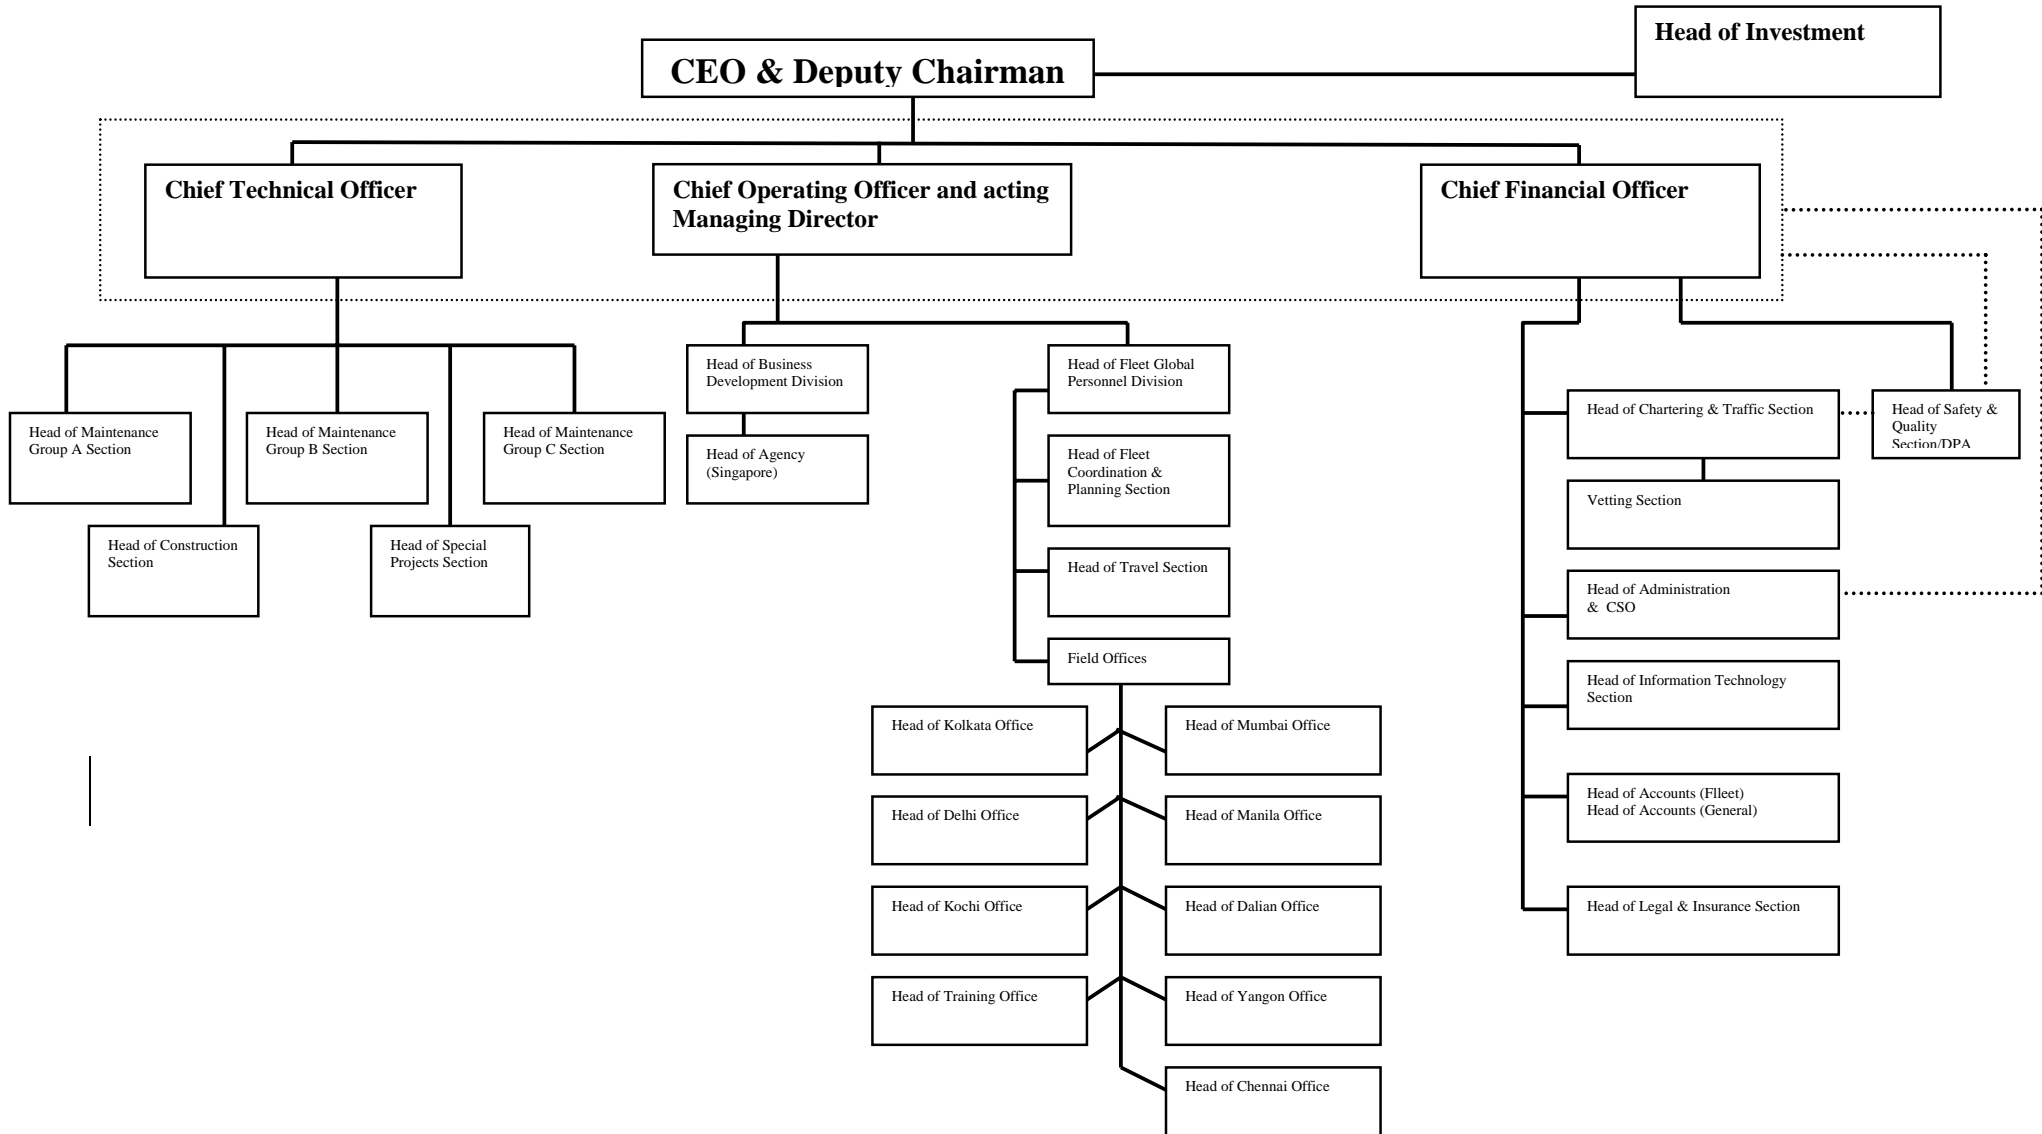 Head of Investment
CEO & Deputy Chairman
Chief Technical Officer
Chief Operating Officer and acting
Managing Director
Chief Financial Officer
Head of Business
Development Division
Head of Fleet Global
Personnel Division
Head of Chartering & Traffic Section
Head of Safety &
Quality
Section/DPA
Head of Maintenance
Group A Section
Head of Maintenance
Group B Section
Head of Maintenance
Group C Section
Head of Agency
(Singapore)
Head of Fleet
Coordination &
Planning Section
Vetting Section
Head of Construction
Section
Head of Special
Projects Section
Head of Travel Section
Head of Administration
& CSO
Field Offices
Head of Information Technology
Section
Head of Kolkata Office
Head of Mumbai Office
Head of Accounts (Flleet)
Head of Accounts (General)
Head of Delhi Office
Head of Manila Office
Head of Kochi Office
Head of Dalian Office
Head of Legal & Insurance Section
Head of Training Office
Head of Yangon Office
Head of Chennai Office